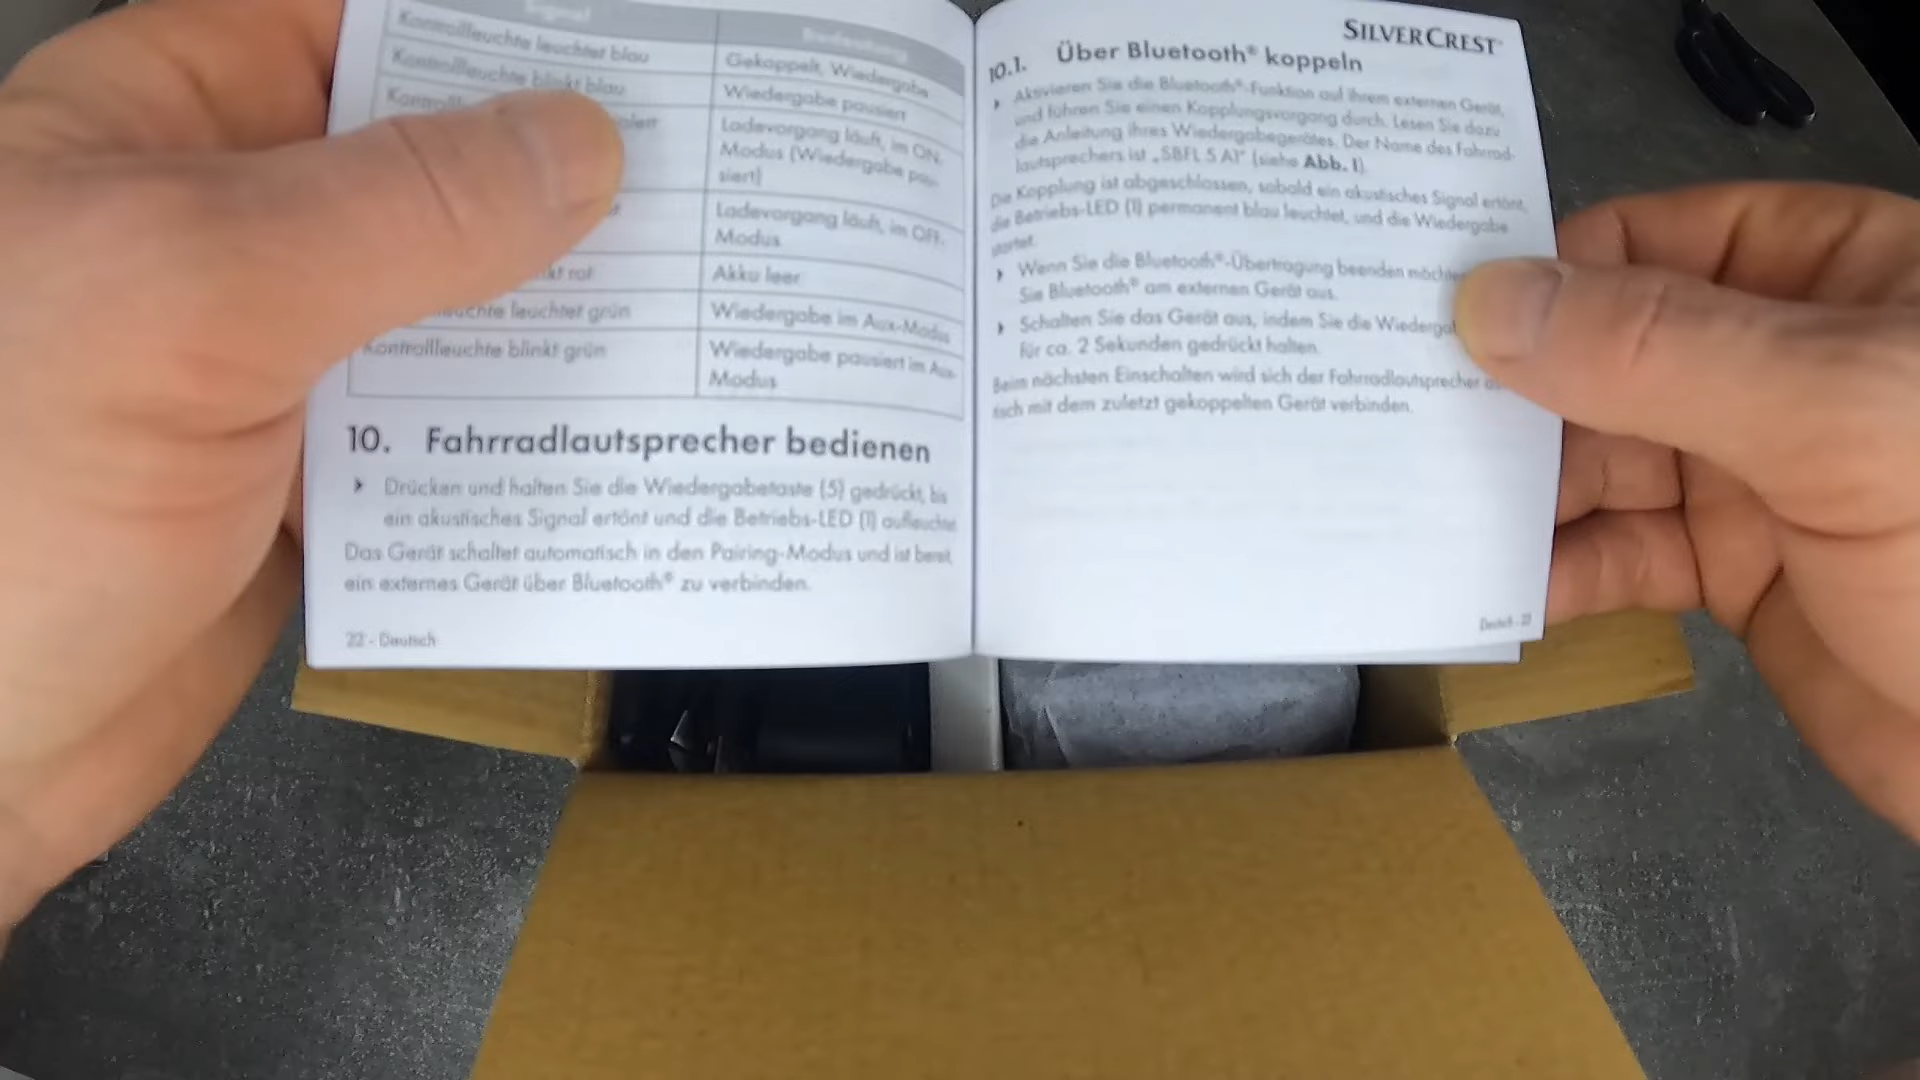 Signal Bedeutung
Kontrollleuchte leuchtet blau Gekoppelt, Wiedergabe
Kontrollleuchte blinkt blau Wiedergabe pausiert
Ladevorgang läuft, im ON-
Modus (Wiedergabe pau-
siert)
Ladevorgang läuft, im OFF-
Modus
rot Akku leer
leuchtet grün Wiedergabe im Aux-Modus
Kontrollleuchte blinkt grün Wiedergabe pausiert im Aux-
Modus
10. Fahrradlautsprecher bedienen
Drücken und halten Sie die Wiedergabetaste (5) gedrückt, bis
ein akustisches Signal ertönt und die Betriebs-LED (1) aufleuchtet
Das Gerät schaltet automatisch in den Pairing-Modus und ist bereit,
ein externes Gerät über Bluetooth® zu verbinden.
22 - Deutsch
SILVERCREST
10.1. Über Bluetooth® koppeln
Aktivieren Sie die Bluetooth®-Funktion auf ihrem externen Gerät,
und führen Sie einen Kopplungsvorgang durch. Lesen Sie dazu
die Anleitung ihres Wiedergabegerätes. Der Name des Fahrrad-
lautsprechers ist „SBFL 5 A1" (siehe Abb. I).
Die Kopplung ist abgeschlossen, sobald ein akustisches Signal ertönt,
die Betriebs-LED (1) permanent blau leuchtet, und die Wiedergabe
startet.
Wenn Sie die Bluetooth®-Übertragung beenden
Sie Bluetooth® am externen Gerät aus.
Schalten Sie das Gerät aus, indem Sie die
für ca. 2 Sekunden gedrückt halten.
Beim nächsten Einschalten wird sich der Fahrradlautsprecher
tisch mit dem zuletzt gekoppelten Gerät verbinden.
Deutsch - 23